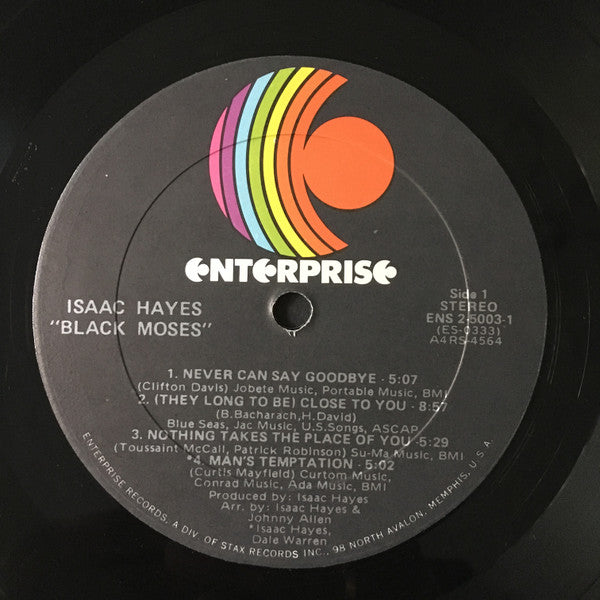 ENTERPRISE
ISAAC HAYES
"BLACK MOSES"
Side 1
STEREO
ENS 2-5003-1
(ES-0333)
A4RS-4564
1. NEVER CAN SAY GOODBYE - 5:07
(Clifton Davis) Jobete Music, Portable Music, BMI
2. (THEY LONG TO BE) CLOSE TO YOU - 8:57
(B.Bacharach,H.David)
Blue Seas, Jac Music, U.S.Songs, ASCAP
3. NOTHING TAKES THE PLACE OF YOU - 5:29
(Toussaint McCall, Patrick Robinson) Su-Ma Music, BMI
*4. MAN'S TEMPTATION - 5:02
(Curtis Mayfield) Curtom Music,
Conrad Music, Ada Music, BMI
Produced by: Isaac Hayes
Arr. by: Isaac Hayes &
Johnny Allen
*Isaac Hayes,
Dale Warren
ENTERPRISE RECORDS, A DIV. OF STAX RECORDS INC., 98 NORTH AVALON, MEMPHIS, U.S.A.